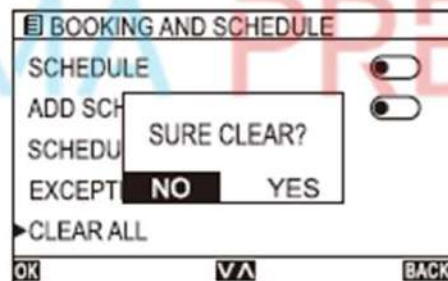 BOOKING AND SCHEDULE
SCHEDULE
ADD SCH
SCHEDU
EXCEPT
CLEAR ALL
SURE CLEAR?
NO YES
OK BACK